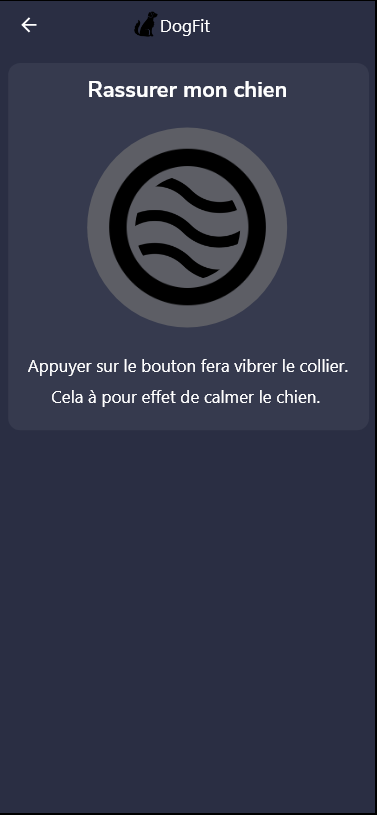 DogFit
Rassurer mon chien
Appuyer sur le bouton fera vibrer le collier.
Cela à pour effet de calmer le chien.